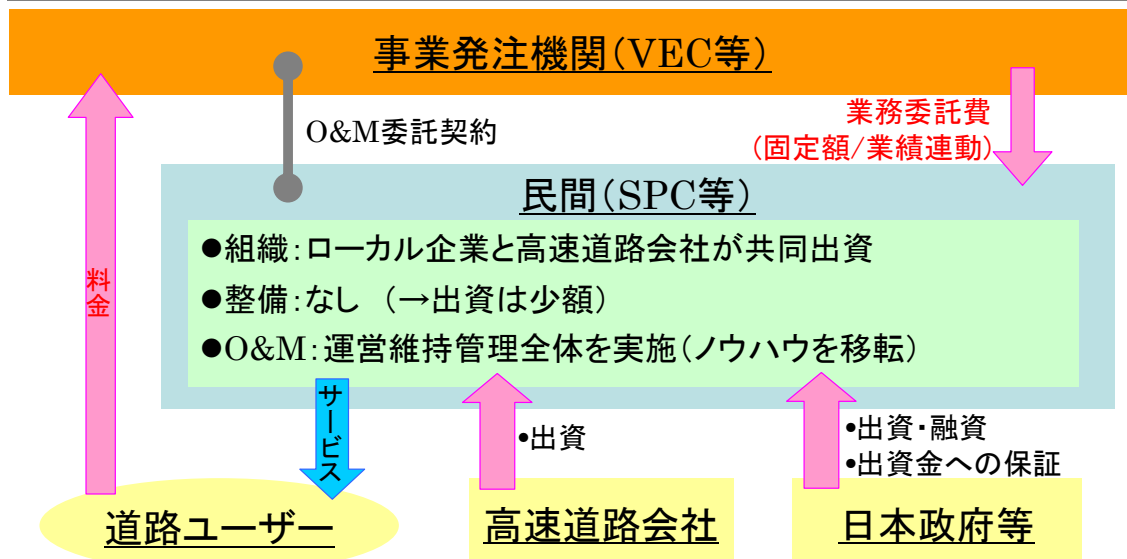 事業発注機関(VEC等)
O&M委託契約
業務委託費
(固定額/業績連動)
民間(SPC等)
●組織:ローカル企業と高速道路会社が共同出資
●整備:なし (→出資は少額)
●O&M:運営維持管理全体を実施(ノウハウを移転)
料金
サービス
•出資
•出資・融資
•出資金への保証
道路ユーザー
高速道路会社
日本政府等